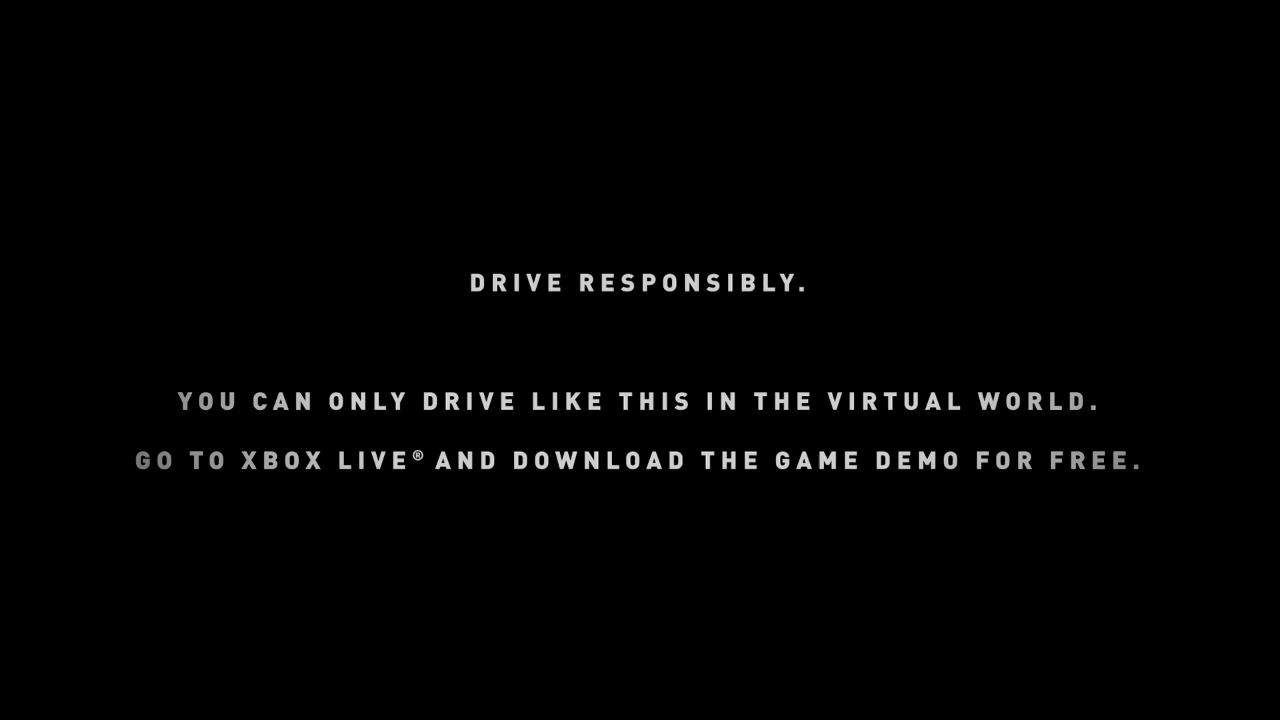 DRIVE RESPONSIBLY.
YOU CAN ONLY DRIVE LIKE THIS IN THE VIRTUAL WORLD.
GO TO XBOX LIVE® AND DOWNLOAD THE GAME DEMO FOR FREE.